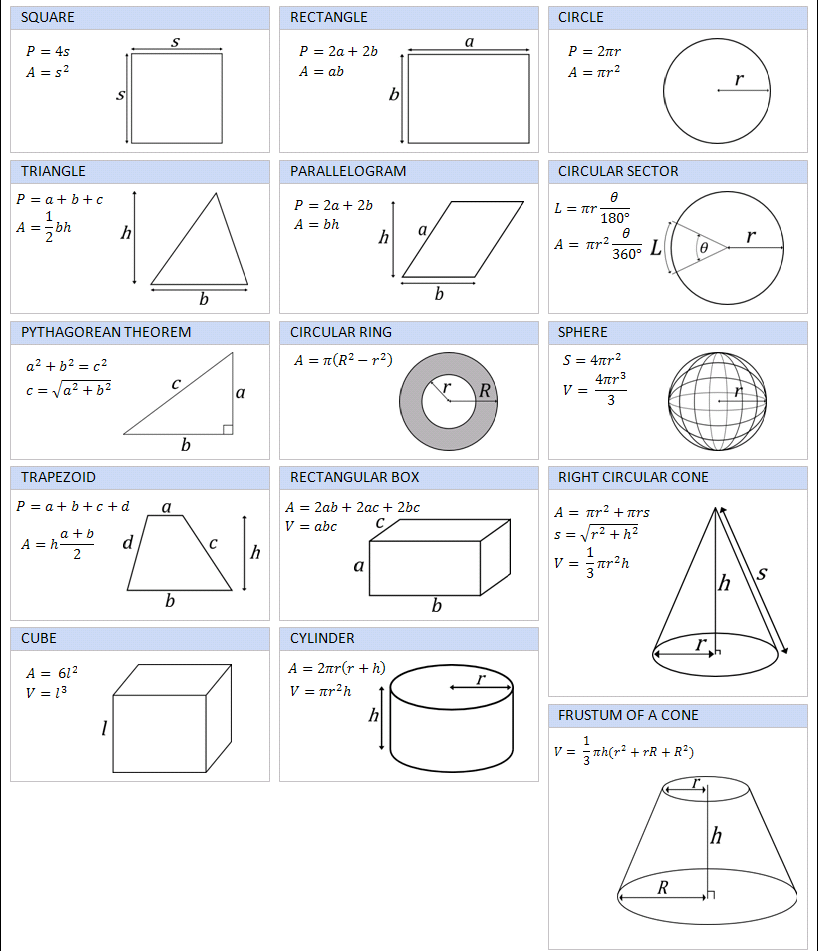 SQUARE
P = 4s
A = s²
s
s
RECTANGLE
P = 2a + 2b
A = ab
a
b
CIRCLE
P = 2πr
A = πr²
r
TRIANGLE
P = a + b + c
A = 1/2 bh
h
b
PARALLELOGRAM
P = 2a + 2b
A = bh
h
a
b
CIRCULAR SECTOR
L = πr θ/180°
A = πr² θ/360°
L
θ
r
PYTHAGOREAN THEOREM
a² + b² = c²
c = √(a² + b²)
c
a
b
CIRCULAR RING
A = π(R² − r²)
r
R
SPHERE
S = 4πr²
V = 4πr³/3
r
TRAPEZOID
P = a + b + c + d
A = h (a + b)/2
a
d
c
h
b
RECTANGULAR BOX
A = 2ab + 2ac + 2bc
V = abc
c
a
b
RIGHT CIRCULAR CONE
A = πr² + πrs
s = √(r² + h²)
V = 1/3 πr²h
h
s
r
CUBE
A = 6l²
V = l³
l
CYLINDER
A = 2πr(r + h)
V = πr²h
r
h
FRUSTUM OF A CONE
V = 1/3 πh(r² + rR + R²)
r
h
R